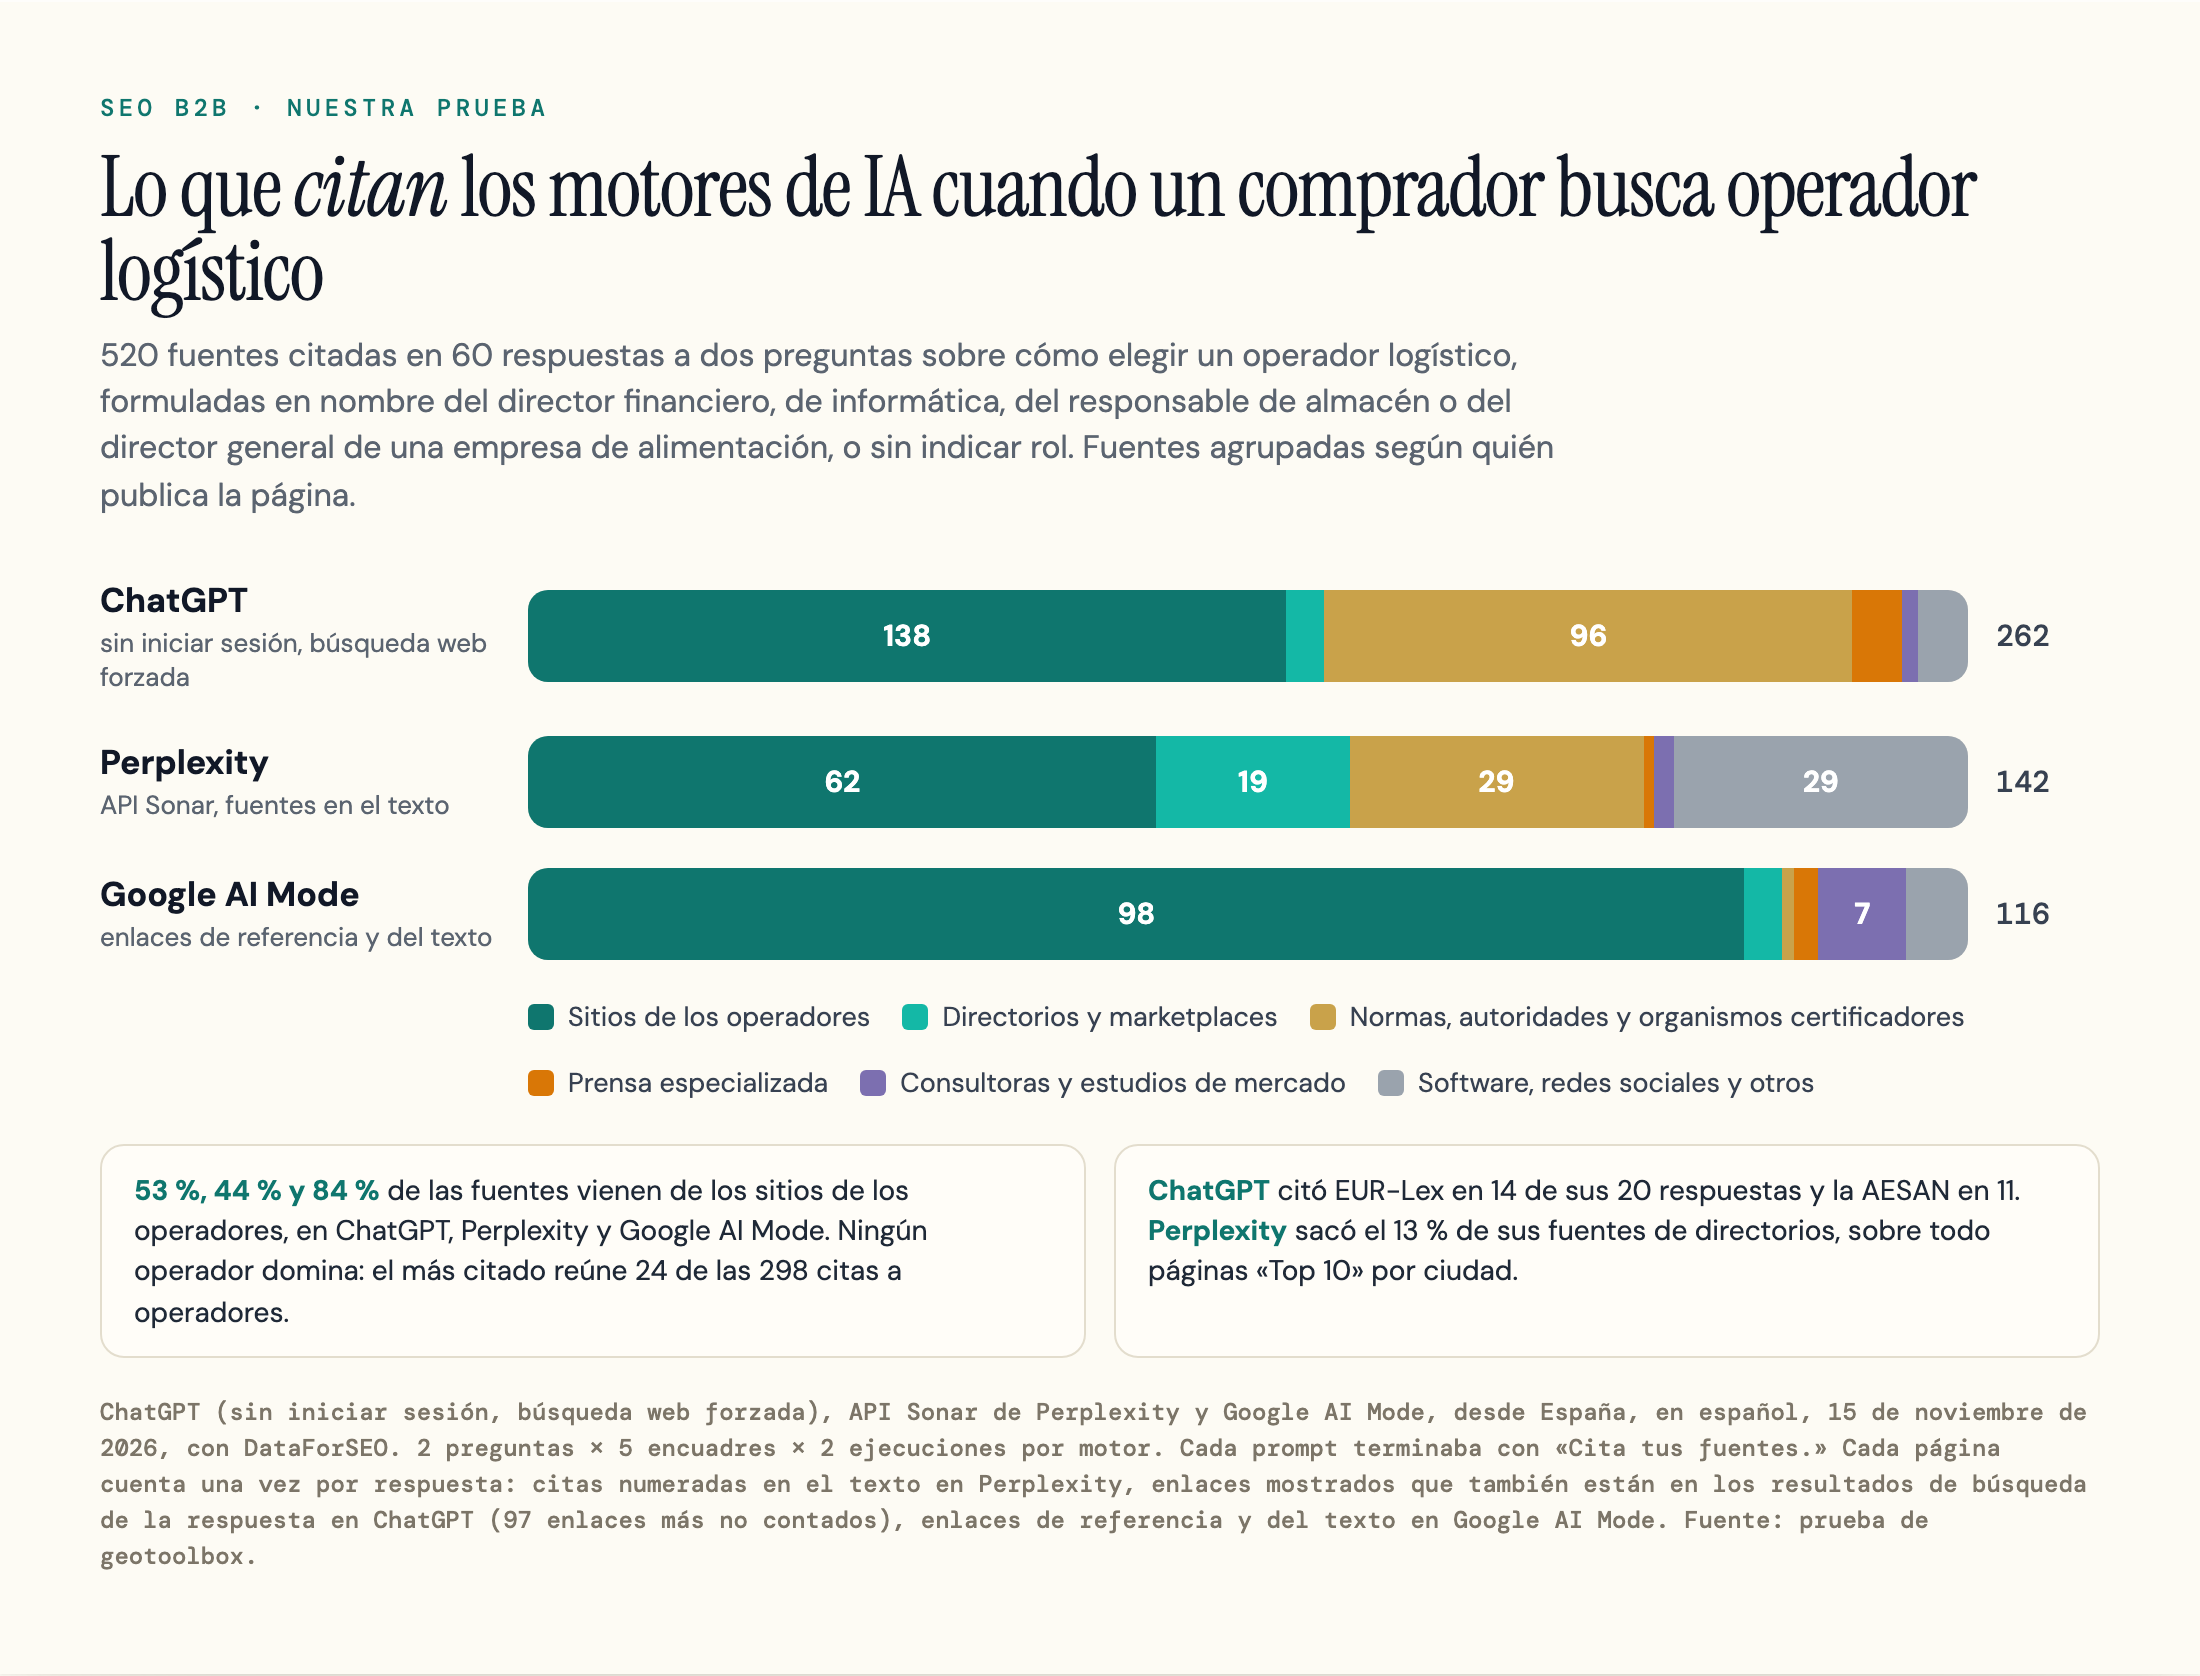 SEO B2B · NUESTRA PRUEBA
Lo que citan los motores de IA cuando un comprador busca operador
logístico
520 fuentes citadas en 60 respuestas a dos preguntas sobre cómo elegir un operador logístico,
formuladas en nombre del director financiero, de informática, del responsable de almacén o del
director general de una empresa de alimentación, o sin indicar rol. Fuentes agrupadas según quién
publica la página.
ChatGPT
sin iniciar sesión, búsqueda web
forzada
138 96 262
Perplexity
API Sonar, fuentes en el texto
62 19 29 29 142
Google AI Mode
enlaces de referencia y del texto
98 7 116
Sitios de los operadores Directorios y marketplaces Normas, autoridades y organismos certificadores
Prensa especializada Consultoras y estudios de mercado Software, redes sociales y otros
53 %, 44 % y 84 % de las fuentes vienen de los sitios de los
operadores, en ChatGPT, Perplexity y Google AI Mode. Ningún
operador domina: el más citado reúne 24 de las 298 citas a
operadores.
ChatGPT citó EUR-Lex en 14 de sus 20 respuestas y la AESAN en 11.
Perplexity sacó el 13 % de sus fuentes de directorios, sobre todo
páginas «Top 10» por ciudad.
ChatGPT (sin iniciar sesión, búsqueda web forzada), API Sonar de Perplexity y Google AI Mode, desde España, en español, 15 de noviembre de
2026, con DataForSEO. 2 preguntas × 5 encuadres × 2 ejecuciones por motor. Cada prompt terminaba con «Cita tus fuentes.» Cada página
cuenta una vez por respuesta: citas numeradas en el texto en Perplexity, enlaces mostrados que también están en los resultados de búsqueda
de la respuesta en ChatGPT (97 enlaces más no contados), enlaces de referencia y del texto en Google AI Mode. Fuente: prueba de
geotoolbox.